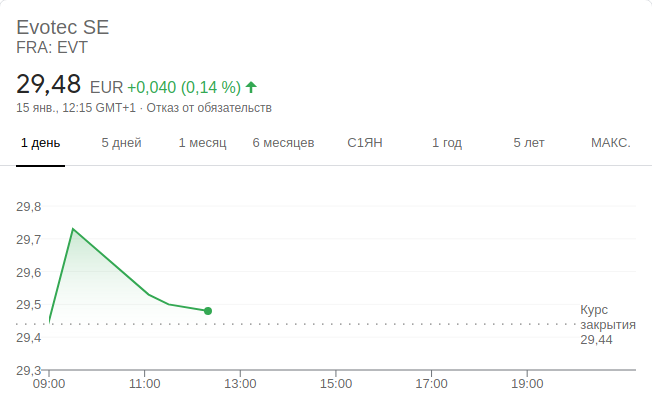 Evotec SE
FRA: EVT
29,48 EUR +0,040 (0,14 %)
15 янв., 12:15 GMT+1 · Отказ от обязательств
1 день 5 дней 1 месяц 6 месяцев С1ЯН 1 год 5 лет МАКС.
29,8
29,7
29,6
29,5
29,4
29,3
Курс
закрытия
29,44
09:00 11:00 13:00 15:00 17:00 19:00